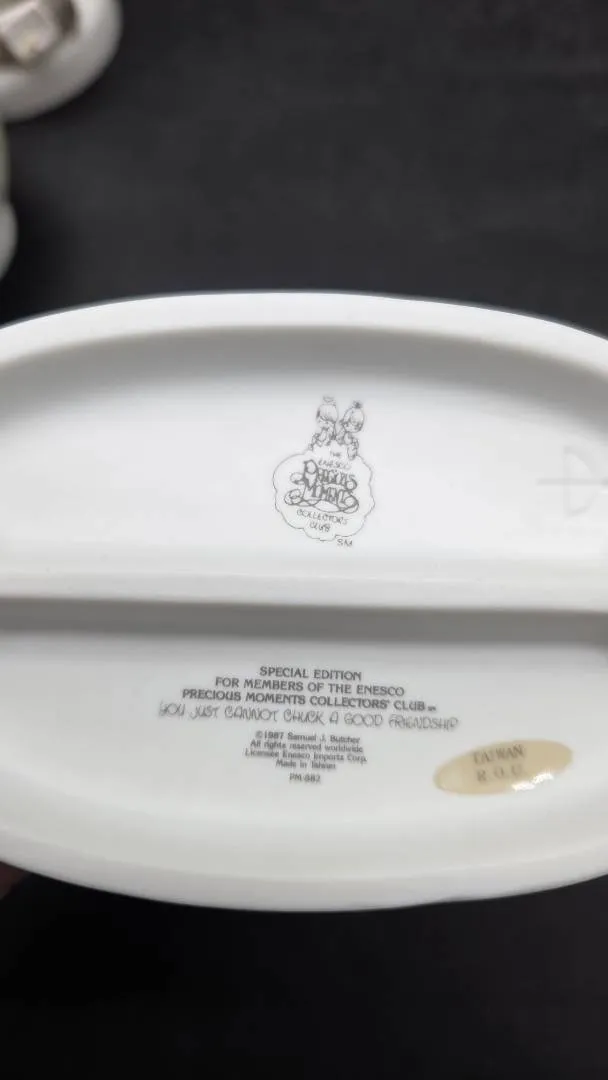 THE
ENESCO
PRECIOUS
MOMENTS
COLLECTORS
CLUB
SM
SPECIAL EDITION
FOR MEMBERS OF THE ENESCO
PRECIOUS MOMENTS COLLECTORS' CLUB SM
YOU JUST CANNOT CHUCK A GOOD FRIENDSHIP
©1987 Samuel J. Butcher
All rights reserved worldwide
Licensee Enesco Imports Corp.
Made in Taiwan
PM-882
TAIWAN
R.O.C.